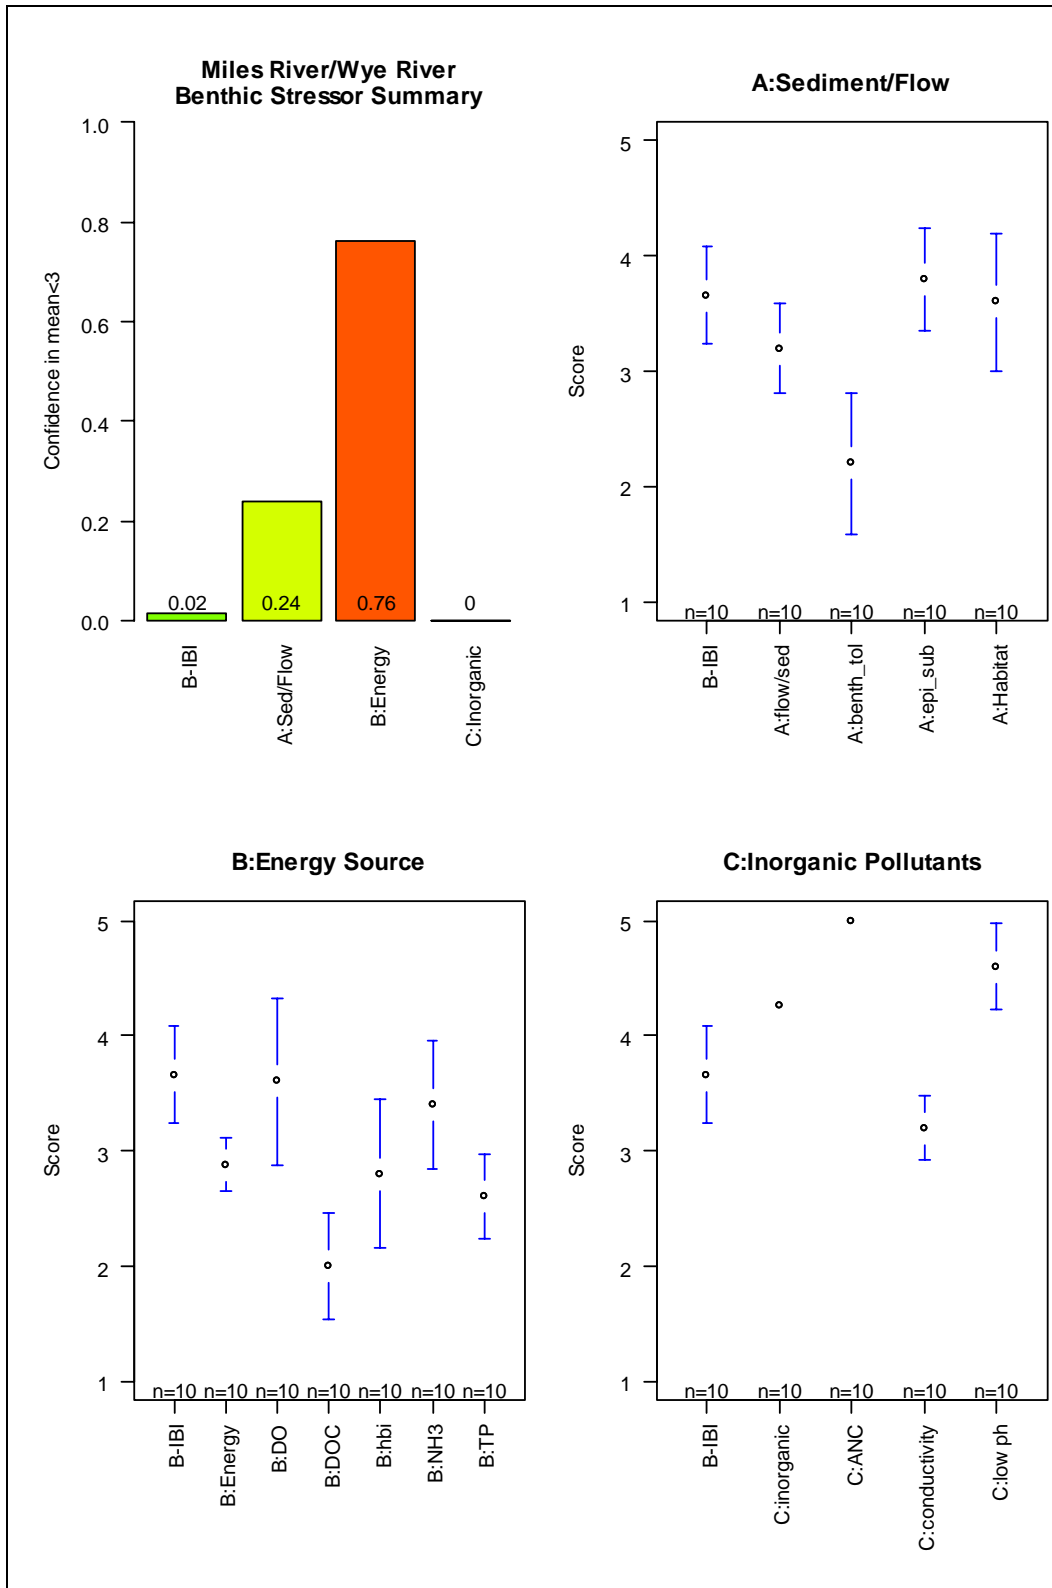 Miles River/Wye River
Benthic Stressor Summary
Confidence in mean<3
1.0
0.8
0.6
0.4
0.2
0.0
0.02
0.24
0.76
0
B-IBI
A:Sed/Flow
B:Energy
C:Inorganic
A:Sediment/Flow
Score
5
4
3
2
1
n=10 n=10 n=10 n=10 n=10
B-IBI
A:flow/sed
A:benth_tol
A:epi_sub
A:Habitat
B:Energy Source
Score
5
4
3
2
1
n=10 n=10 n=10 n=10 n=10 n=10 n=10
B-IBI
B:Energy
B:DO
B:DOC
B:hbi
B:NH3
B:TP
C:Inorganic Pollutants
Score
5
4
3
2
1
n=10 n=10 n=10 n=10 n=10
B-IBI
C:inorganic
C:ANC
C:conductivity
C:low ph